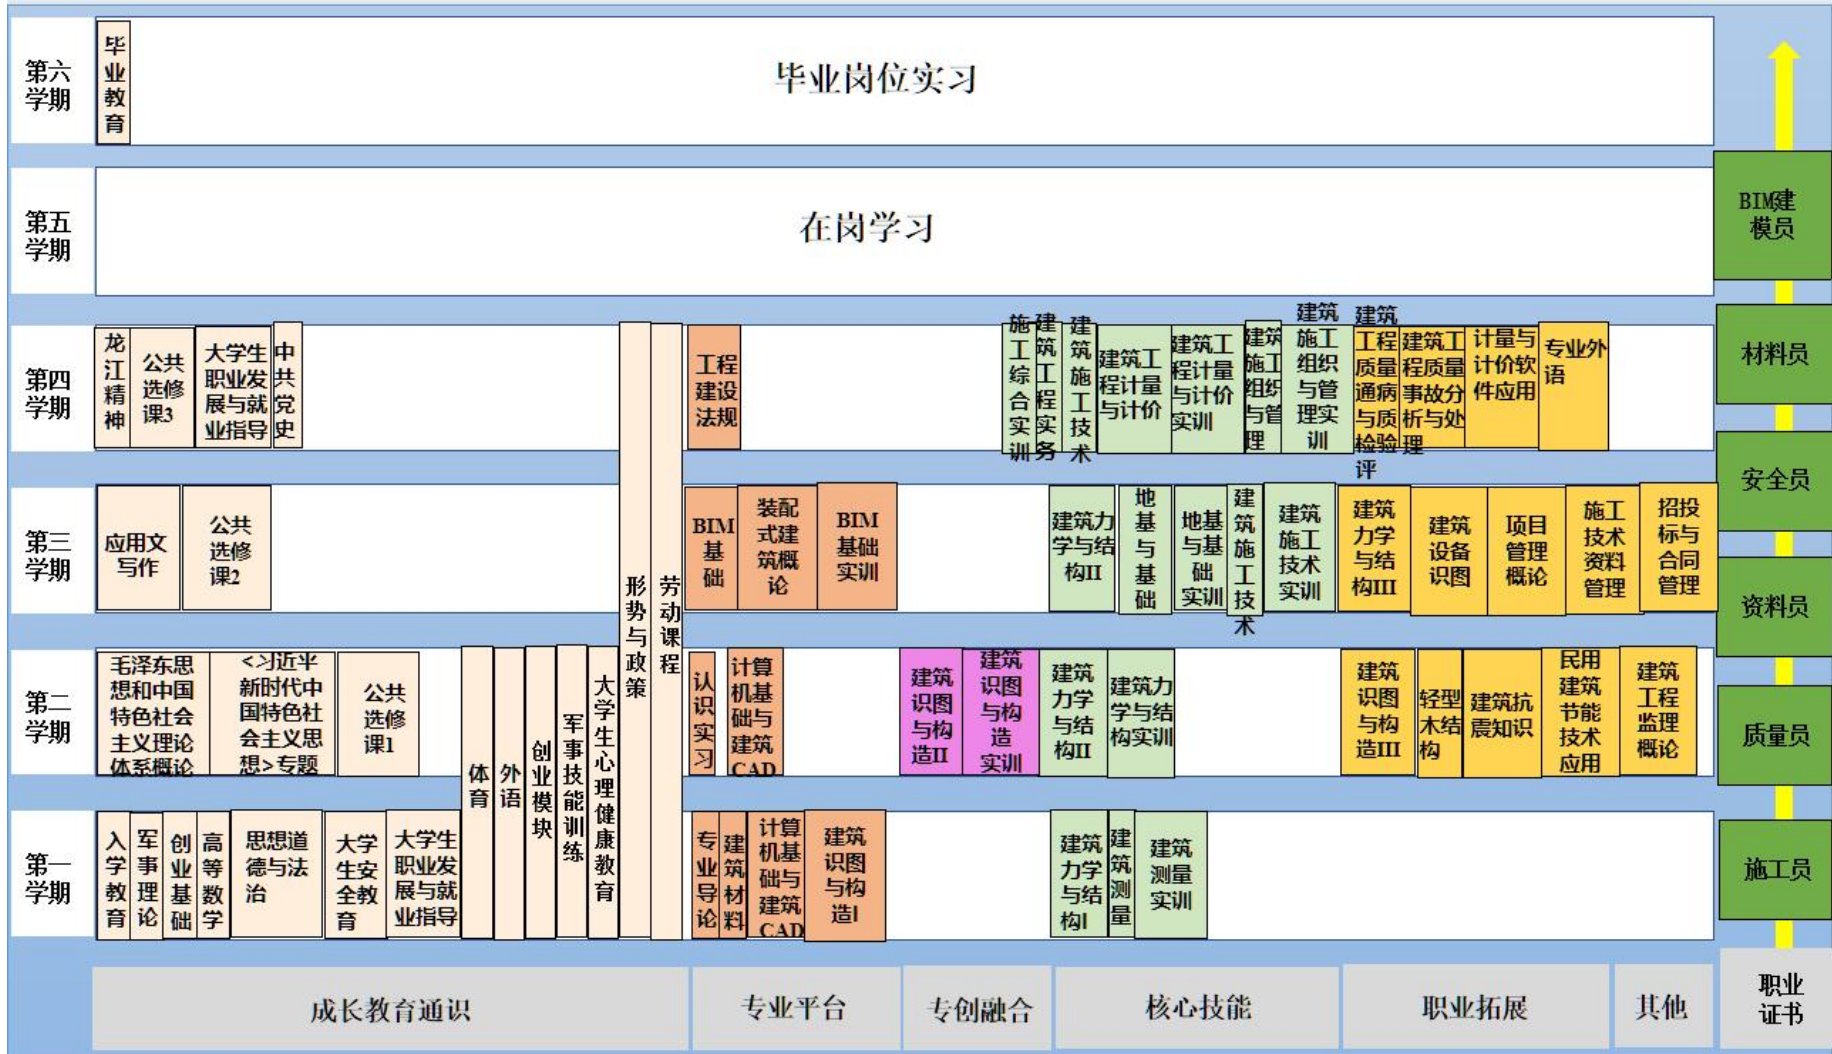 第六
学期
毕
业
教
育
毕业岗位实习
第五
学期
在岗学习
BIM建
模员
第四
学期
龙
江
精
神
公共
选修
课3
大学生
职业发
展与就
业指导
中
共
党
史
工程
建设
法规
施
工
综
合
实
训
建
筑
工
程
实
务
建
筑
施
工
技
术
建筑工
程计量
与计价
建筑工
程计量
与计价
实训
建筑
施工
组织
与管
理
建筑
施工
组织
与管
理实
训
建筑
工程
质量
通病
与质
检验
评
建筑工
程质量
事故分
析与处
理
计量与
计价软
件应用
专业外
语
材料员
第三
学期
应用文
写作
公共
选修
课2
形
势
与
政
策
劳
动
课
程
BIM
基
础
装配
式建
筑概
论
BIM
基础
实训
建筑力
学与结
构II
地
基
与
基
础
地基
与基
础
实训
建
筑
施
工
技
术
建筑
施工
技术
实训
建筑
力学
与结
构III
建筑
设备
识图
项目
管理
概论
施工
技术
资料
管理
招投
标与
合同
管理
安全员
资料员
第二
学期
毛泽东思
想和中国
特色社会
主义理论
体系概论
<习近平
新时代中
国特色社
会主义思
想>专题
公共
选修
课1
体
育
外
语
创
业
模
块
军
事
技
能
训
练
大
学
生
心
理
健
康
教
育
认
识
实
习
计算
机基
础与
建筑
CAD
建筑
识图
与构
造II
建筑
识图
与构
造
实训
建筑
力学
与结
构II
建筑力
学与结
构实训
建筑
识图
与构
造III
轻型
木结
构
建筑抗
震知识
民用
建筑
节能
技术
应用
建筑
工程
监理
概论
质量员
第一
学期
入
学
教
育
军
事
理
论
创
业
基
础
高
等
数
学
思想道
德与法
治
大学
生安
全教
育
大学生
职业发
展与就
业指导
专
业
导
论
建
筑
材
料
计算
机基
础与
建筑
CAD
建筑
识图
与构
造I
建筑
力学
与结
构I
建
筑
测
量
建筑
测量
实训
施工员
成长教育通识
专业平台
专创融合
核心技能
职业拓展
其他
职业
证书